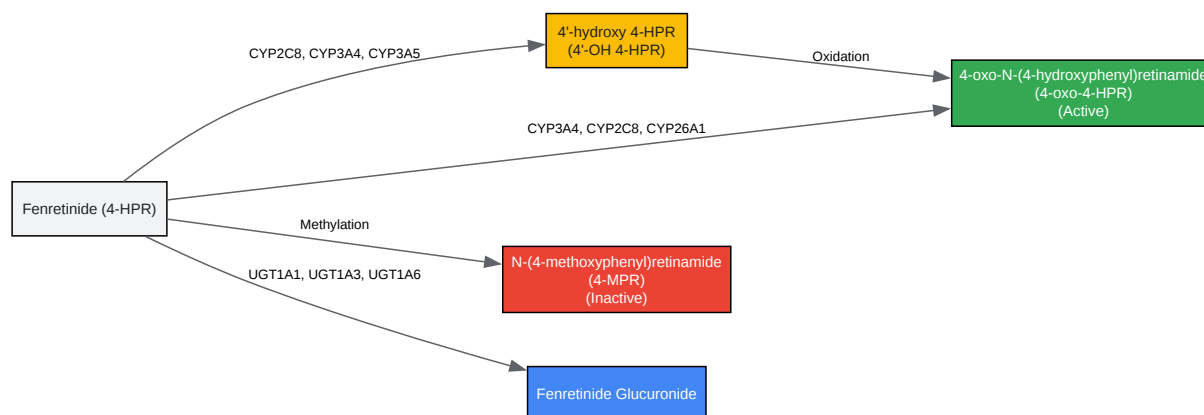 4'-hydroxy 4-HPR
(4'-OH 4-HPR)
CYP2C8, CYP3A4, CYP3A5
Oxidation
4-oxo-N-(4-hydroxyphenyl)retinamide
(4-oxo-4-HPR)
(Active)
CYP3A4, CYP2C8, CYP26A1
Fenretinide (4-HPR)
Methylation
N-(4-methoxyphenyl)retinamide
(4-MPR)
(Inactive)
UGT1A1, UGT1A3, UGT1A6
Fenretinide Glucuronide